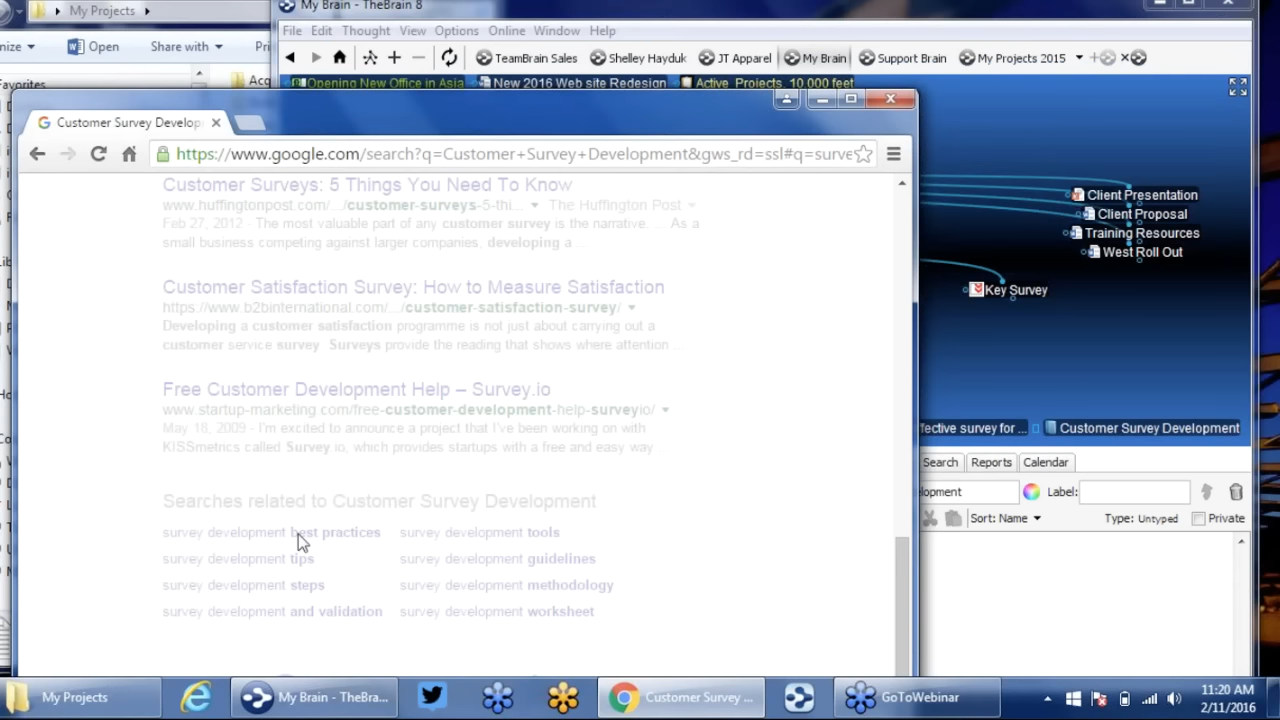 My Projects
My Brain - TheBrain 8
nize
Open
Share with
File Edit Thought View Options Online Window Help
TeamBrain Sales Shelley Hayduk JT Apparel My Brain Support Brain My Projects 2015
avorites
Acq
Opening New Office in Asia New 2016 Web site Redesign Active Projects 10,000 feet
Customer Survey Develop
https://www.google.com/search?q=Customer+Survey+Development&gws_rd=ssl#q=surve
Customer Surveys: 5 Things You Need To Know
www.huffingtonpost.com/.../customer-surveys-5-thi... The Huffington Post
Feb 27, 2012 - The most valuable part of any customer survey is the narrative. ... As a
small business competing against larger companies, developing a ...
Customer Satisfaction Survey: How to Measure Satisfaction
https://www.b2binternational.com/.../customer-satisfaction-survey/
Developing a customer satisfaction programme is not just about carrying out a
customer service survey. Surveys provide the reading that shows where attention ...
Free Customer Development Help – Survey.io
www.startup-marketing.com/free-customer-development-help-surveyio/
May 18, 2009 - I'm excited to announce a project that I've been working on with
KISSmetrics called Survey.io, which provides startups with a free and easy way
Searches related to Customer Survey Development
survey development best practices survey development tools
survey development tips survey development guidelines
survey development steps survey development methodology
survey development and validation survey development worksheet
Client Presentation
Client Proposal
Training Resources
West Roll Out
Key Survey
ffective survey for ... Customer Survey Development
Search Reports Calendar
lopment Label:
Sort: Name Type: Untyped Private
My Projects
My Brain - TheBra...
Customer Survey ...
GoToWebinar
11:20 AM
2/11/2016